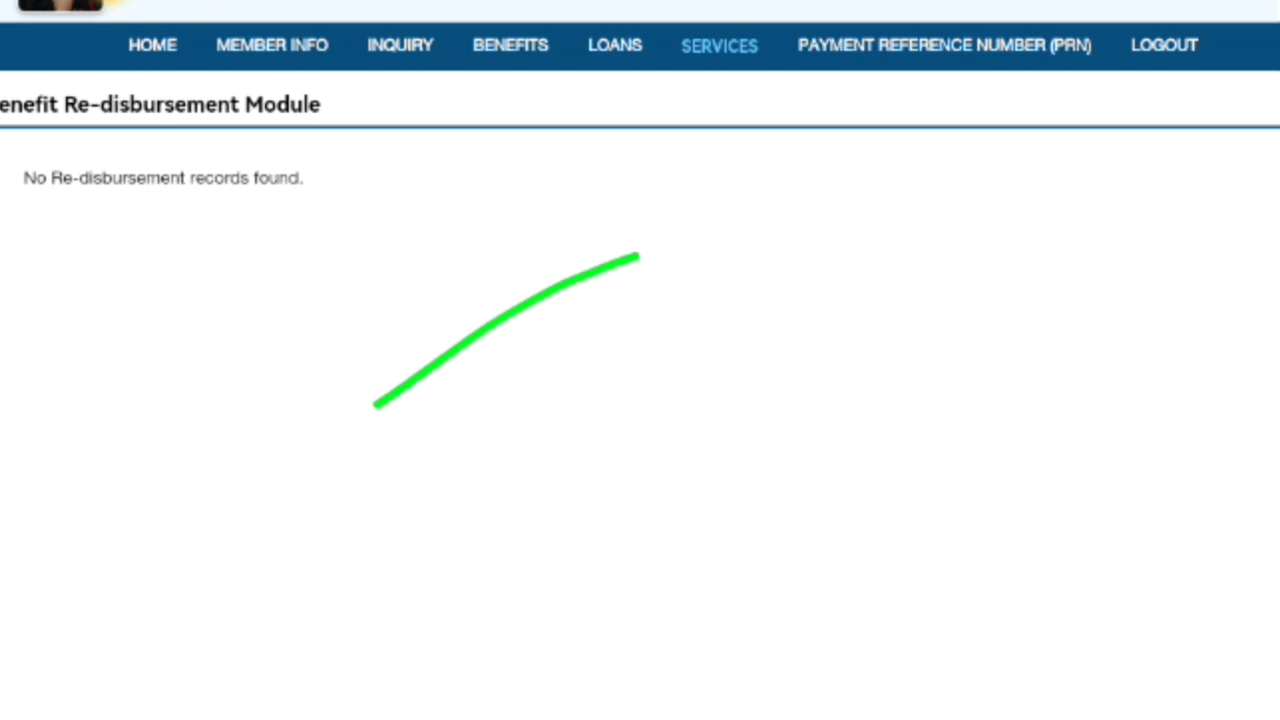 HOME MEMBER INFO INQUIRY BENEFITS LOANS SERVICES PAYMENT REFERENCE NUMBER (PRN) LOGOUT
enefit Re-disbursement Module
No Re-disbursement records found.